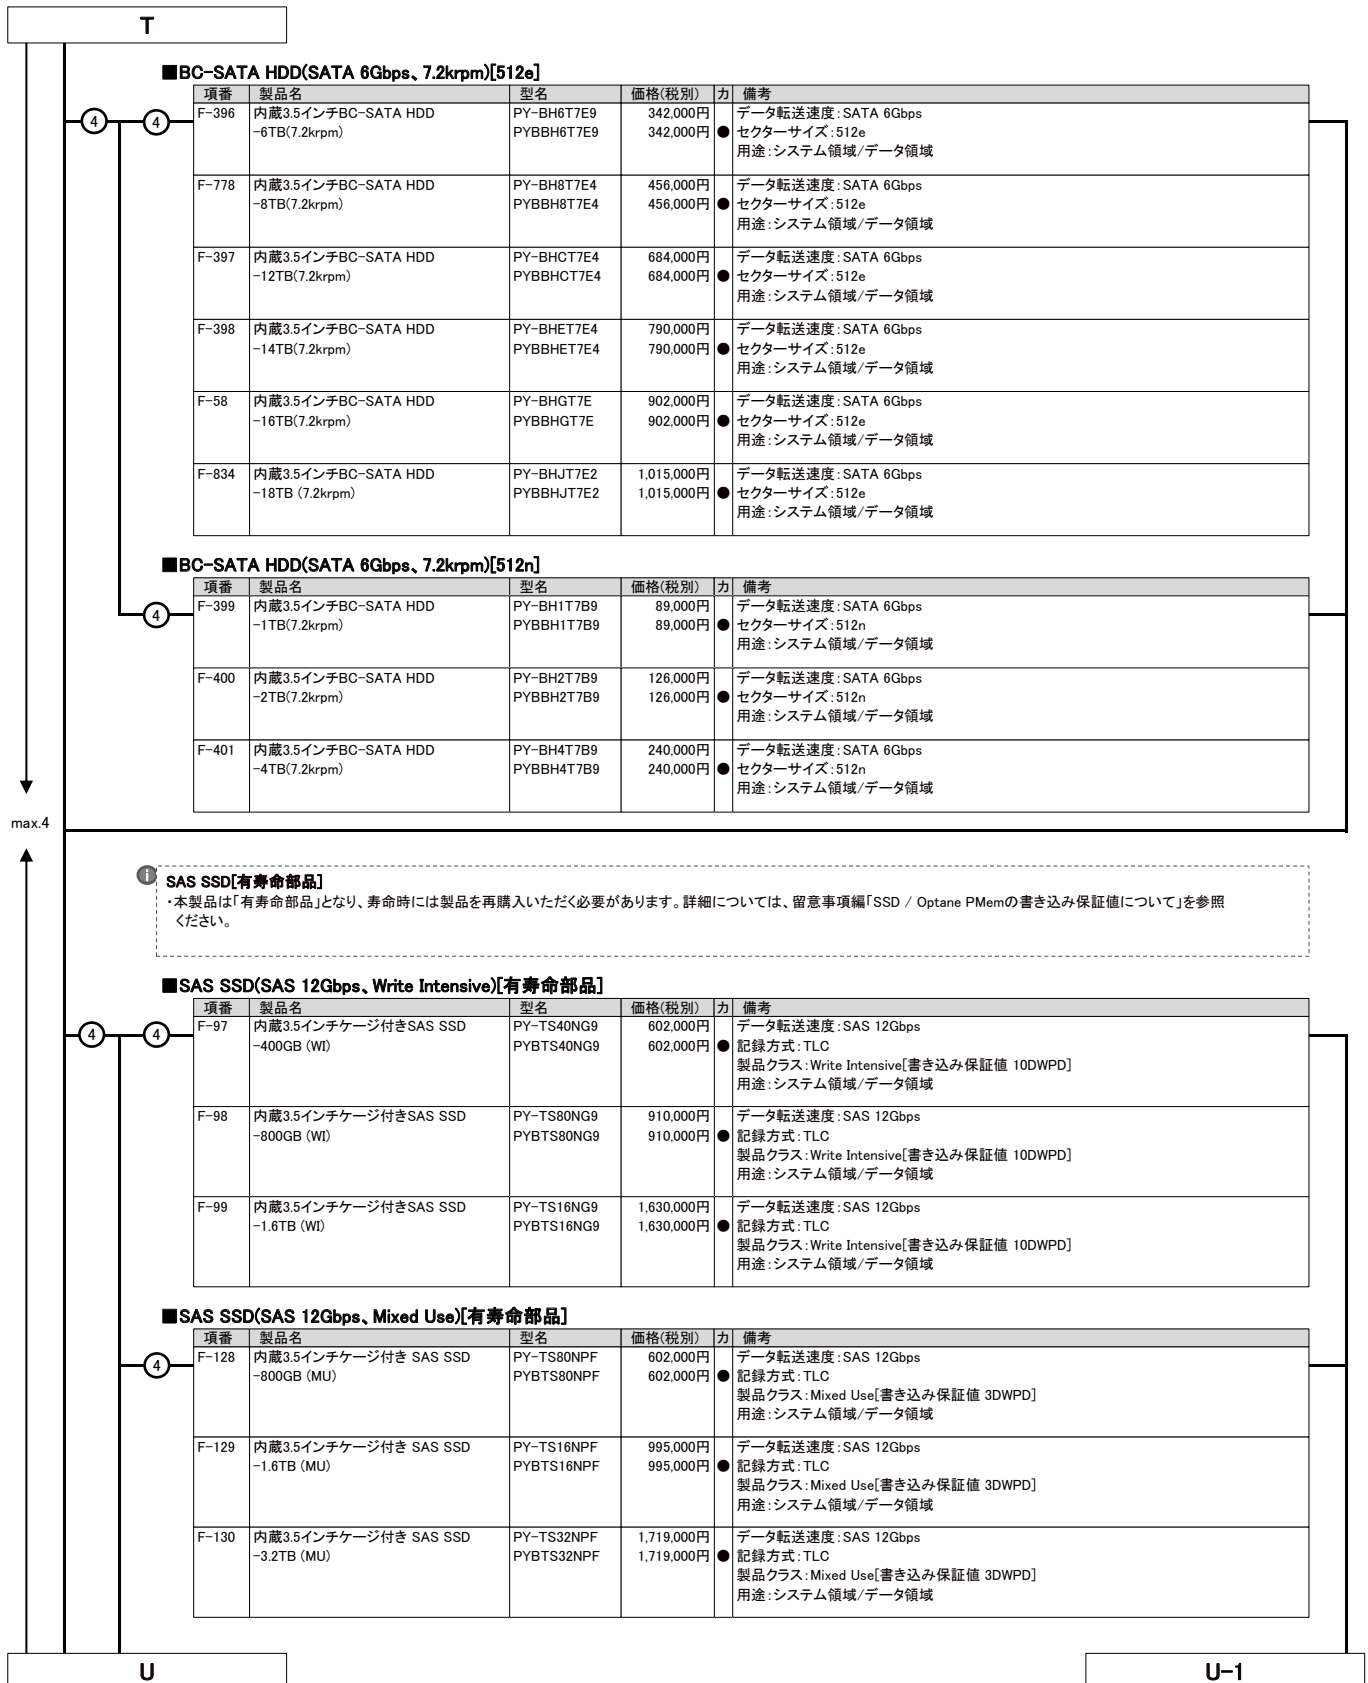 T
■BC-SATA HDD(SATA 6Gbps、7.2krpm)[512e]
項番 製品名 型名 価格(税別) カ 備考
④ ④ F-396 内蔵3.5インチBC-SATA HDD PY-BH6T7E9 342,000円 データ転送速度:SATA 6Gbps
-6TB(7.2krpm) PYBBH6T7E9 342,000円 ● セクターサイズ:512e
用途:システム領域/データ領域
F-778 内蔵3.5インチBC-SATA HDD PY-BH8T7E4 456,000円 データ転送速度:SATA 6Gbps
-8TB(7.2krpm) PYBBH8T7E4 456,000円 ● セクターサイズ:512e
用途:システム領域/データ領域
F-397 内蔵3.5インチBC-SATA HDD PY-BHCT7E4 684,000円 データ転送速度:SATA 6Gbps
-12TB(7.2krpm) PYBBHCT7E4 684,000円 ● セクターサイズ:512e
用途:システム領域/データ領域
F-398 内蔵3.5インチBC-SATA HDD PY-BHET7E4 790,000円 データ転送速度:SATA 6Gbps
-14TB(7.2krpm) PYBBHET7E4 790,000円 ● セクターサイズ:512e
用途:システム領域/データ領域
F-58 内蔵3.5インチBC-SATA HDD PY-BHGT7E 902,000円 データ転送速度:SATA 6Gbps
-16TB(7.2krpm) PYBBHGT7E 902,000円 ● セクターサイズ:512e
用途:システム領域/データ領域
F-834 内蔵3.5インチBC-SATA HDD PY-BHJT7E2 1,015,000円 データ転送速度:SATA 6Gbps
-18TB (7.2krpm) PYBBHJT7E2 1,015,000円 ● セクターサイズ:512e
用途:システム領域/データ領域
■BC-SATA HDD(SATA 6Gbps、7.2krpm)[512n]
項番 製品名 型名 価格(税別) カ 備考
④ F-399 内蔵3.5インチBC-SATA HDD PY-BH1T7B9 89,000円 データ転送速度:SATA 6Gbps
-1TB(7.2krpm) PYBBH1T7B9 89,000円 ● セクターサイズ:512n
用途:システム領域/データ領域
F-400 内蔵3.5インチBC-SATA HDD PY-BH2T7B9 126,000円 データ転送速度:SATA 6Gbps
-2TB(7.2krpm) PYBBH2T7B9 126,000円 ● セクターサイズ:512n
用途:システム領域/データ領域
F-401 内蔵3.5インチBC-SATA HDD PY-BH4T7B9 240,000円 データ転送速度:SATA 6Gbps
-4TB(7.2krpm) PYBBH4T7B9 240,000円 ● セクターサイズ:512n
用途:システム領域/データ領域
max.4
i SAS SSD[有寿命部品]
・本製品は「有寿命部品」となり、寿命時には製品を再購入いただく必要があります。詳細については、留意事項編「SSD / Optane PMemの書き込み保証値について」を参照
ください。
■SAS SSD(SAS 12Gbps、Write Intensive)[有寿命部品]
項番 製品名 型名 価格(税別) カ 備考
④ ④ F-97 内蔵3.5インチケージ付きSAS SSD PY-TS40NG9 602,000円 データ転送速度:SAS 12Gbps
-400GB (WI) PYBTS40NG9 602,000円 ● 記録方式:TLC
製品クラス:Write Intensive[書き込み保証値 10DWPD]
用途:システム領域/データ領域
F-98 内蔵3.5インチケージ付きSAS SSD PY-TS80NG9 910,000円 データ転送速度:SAS 12Gbps
-800GB (WI) PYBTS80NG9 910,000円 ● 記録方式:TLC
製品クラス:Write Intensive[書き込み保証値 10DWPD]
用途:システム領域/データ領域
F-99 内蔵3.5インチケージ付きSAS SSD PY-TS16NG9 1,630,000円 データ転送速度:SAS 12Gbps
-1.6TB (WI) PYBTS16NG9 1,630,000円 ● 記録方式:TLC
製品クラス:Write Intensive[書き込み保証値 10DWPD]
用途:システム領域/データ領域
■SAS SSD(SAS 12Gbps、Mixed Use)[有寿命部品]
項番 製品名 型名 価格(税別) カ 備考
④ F-128 内蔵3.5インチケージ付き SAS SSD PY-TS80NPF 602,000円 データ転送速度:SAS 12Gbps
-800GB (MU) PYBTS80NPF 602,000円 ● 記録方式:TLC
製品クラス:Mixed Use[書き込み保証値 3DWPD]
用途:システム領域/データ領域
F-129 内蔵3.5インチケージ付き SAS SSD PY-TS16NPF 995,000円 データ転送速度:SAS 12Gbps
-1.6TB (MU) PYBTS16NPF 995,000円 ● 記録方式:TLC
製品クラス:Mixed Use[書き込み保証値 3DWPD]
用途:システム領域/データ領域
F-130 内蔵3.5インチケージ付き SAS SSD PY-TS32NPF 1,719,000円 データ転送速度:SAS 12Gbps
-3.2TB (MU) PYBTS32NPF 1,719,000円 ● 記録方式:TLC
製品クラス:Mixed Use[書き込み保証値 3DWPD]
用途:システム領域/データ領域
U U-1